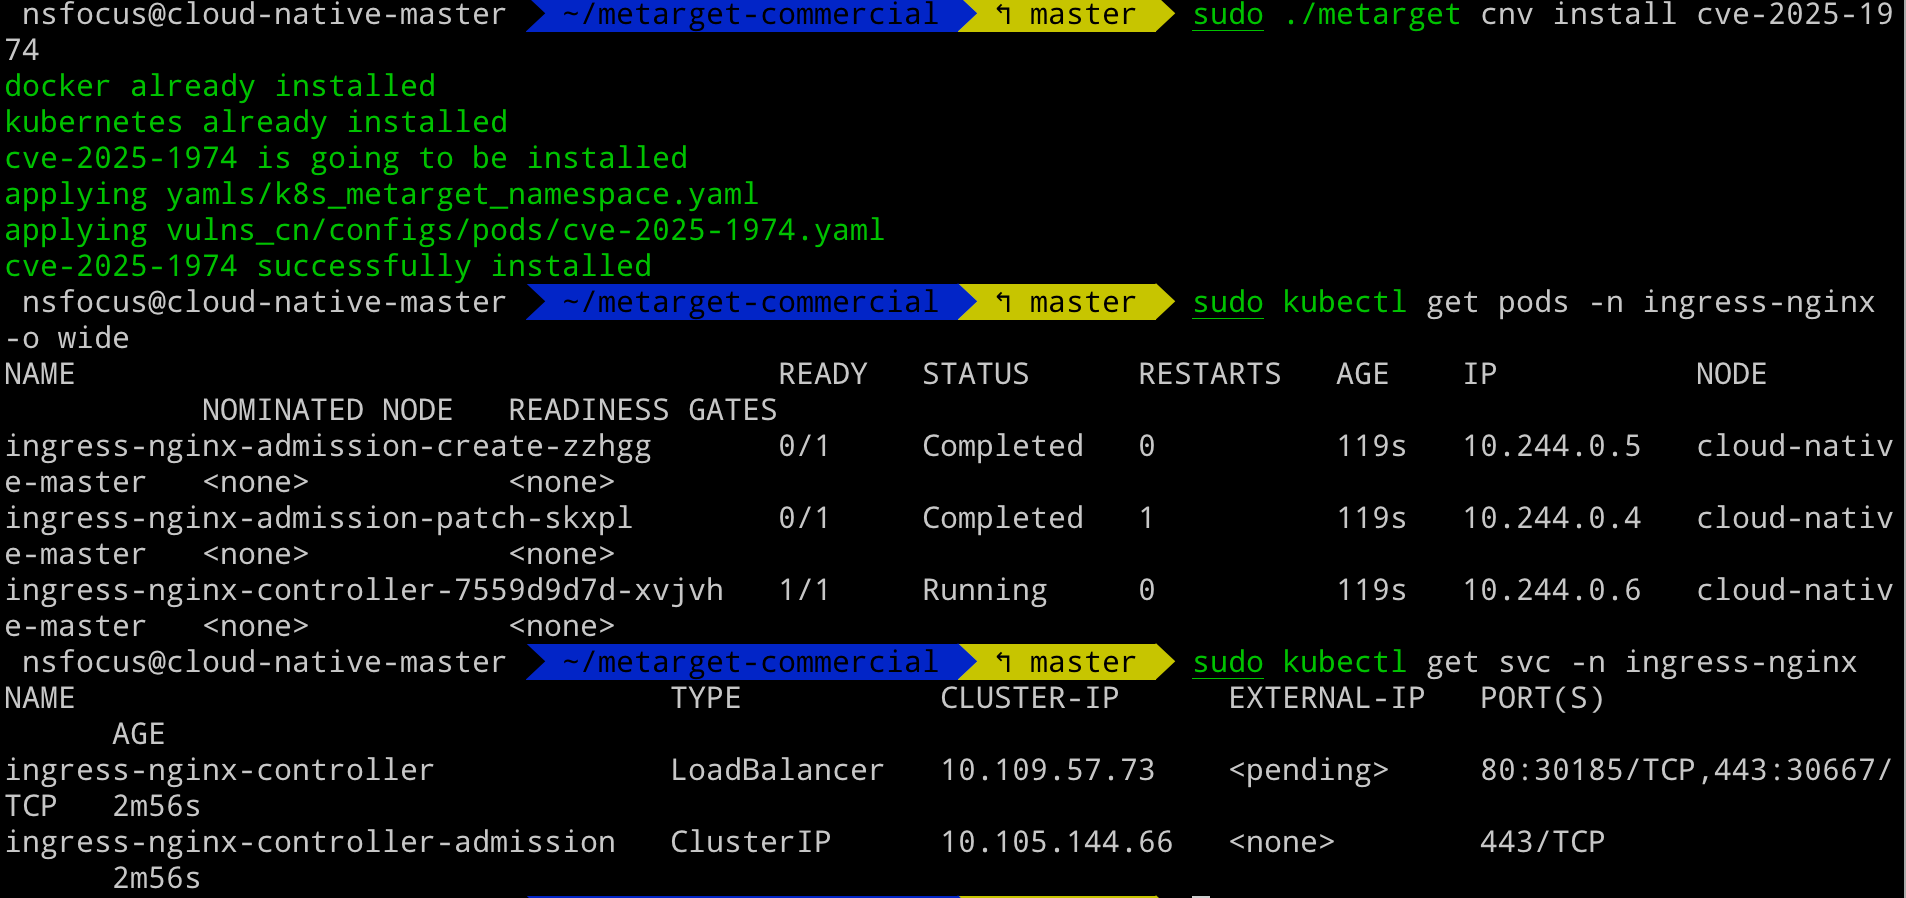 nsfocus@cloud-native-master ~/metarget-commercial ↰ master sudo ./metarget cnv install cve-2025-19
74
docker already installed
kubernetes already installed
cve-2025-1974 is going to be installed
applying yamls/k8s_metarget_namespace.yaml
applying vulns_cn/configs/pods/cve-2025-1974.yaml
cve-2025-1974 successfully installed
nsfocus@cloud-native-master ~/metarget-commercial ↰ master sudo kubectl get pods -n ingress-nginx
-o wide
NAME READY STATUS RESTARTS AGE IP NODE
NOMINATED NODE READINESS GATES
ingress-nginx-admission-create-zzhgg 0/1 Completed 0 119s 10.244.0.5 cloud-nativ
e-master <none> <none>
ingress-nginx-admission-patch-skxpl 0/1 Completed 1 119s 10.244.0.4 cloud-nativ
e-master <none> <none>
ingress-nginx-controller-7559d9d7d-xvjvh 1/1 Running 0 119s 10.244.0.6 cloud-nativ
e-master <none> <none>
nsfocus@cloud-native-master ~/metarget-commercial ↰ master sudo kubectl get svc -n ingress-nginx
NAME TYPE CLUSTER-IP EXTERNAL-IP PORT(S)
AGE
ingress-nginx-controller LoadBalancer 10.109.57.73 <pending> 80:30185/TCP,443:30667/
TCP 2m56s
ingress-nginx-controller-admission ClusterIP 10.105.144.66 <none> 443/TCP
2m56s